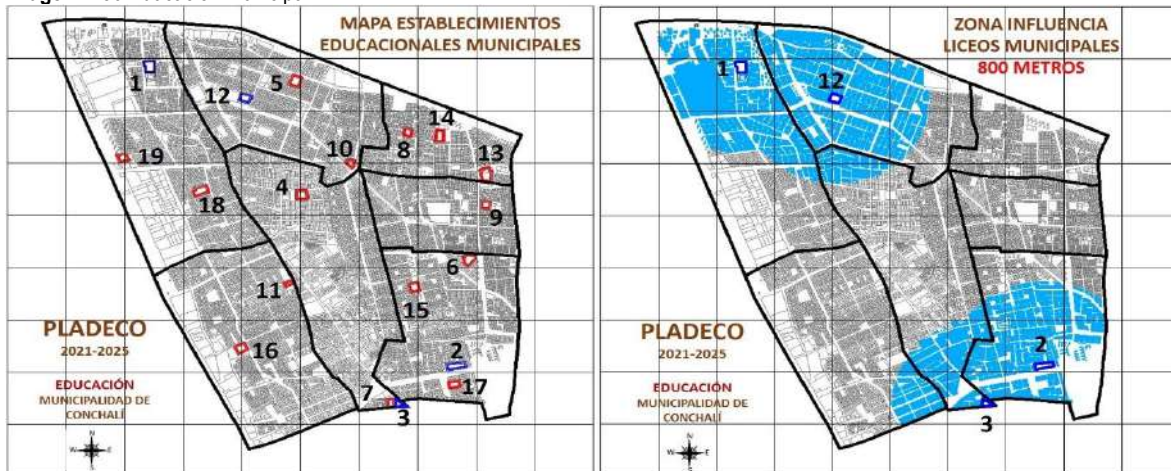 MAPA ESTABLECIMIENTOS
EDUCACIONALES MUNICIPALES
1
5
12
14
10
8
13
19
4
18
9
6
11
15
16
2
7
17
3
PLADECO
2021-2025
EDUCACIÓN
MUNICIPALIDAD DE
CONCHALÍ
N
W
E
S
ZONA INFLUENCIA
LICEOS MUNICIPALES
800 METROS
1
12
2
3
PLADECO
2021-2025
EDUCACIÓN
MUNICIPALIDAD DE
CONCHALÍ
N
W
E
S